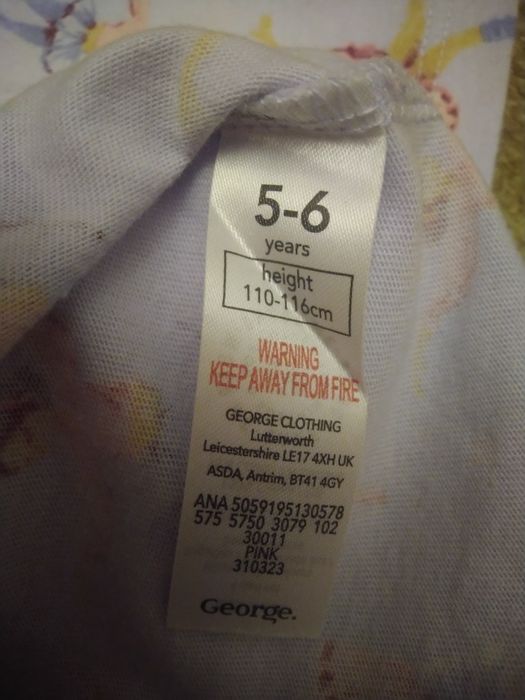 5-6
years
height
110-116cm
WARNING
KEEP AWAY FROM FIRE
GEORGE CLOTHING
Lutterworth
Leicestershire LE17 4XH UK
ASDA, Antrim, BT41 4GY
ANA 5059195130578
575 5750 3079 102
30011
PINK
310323
George.